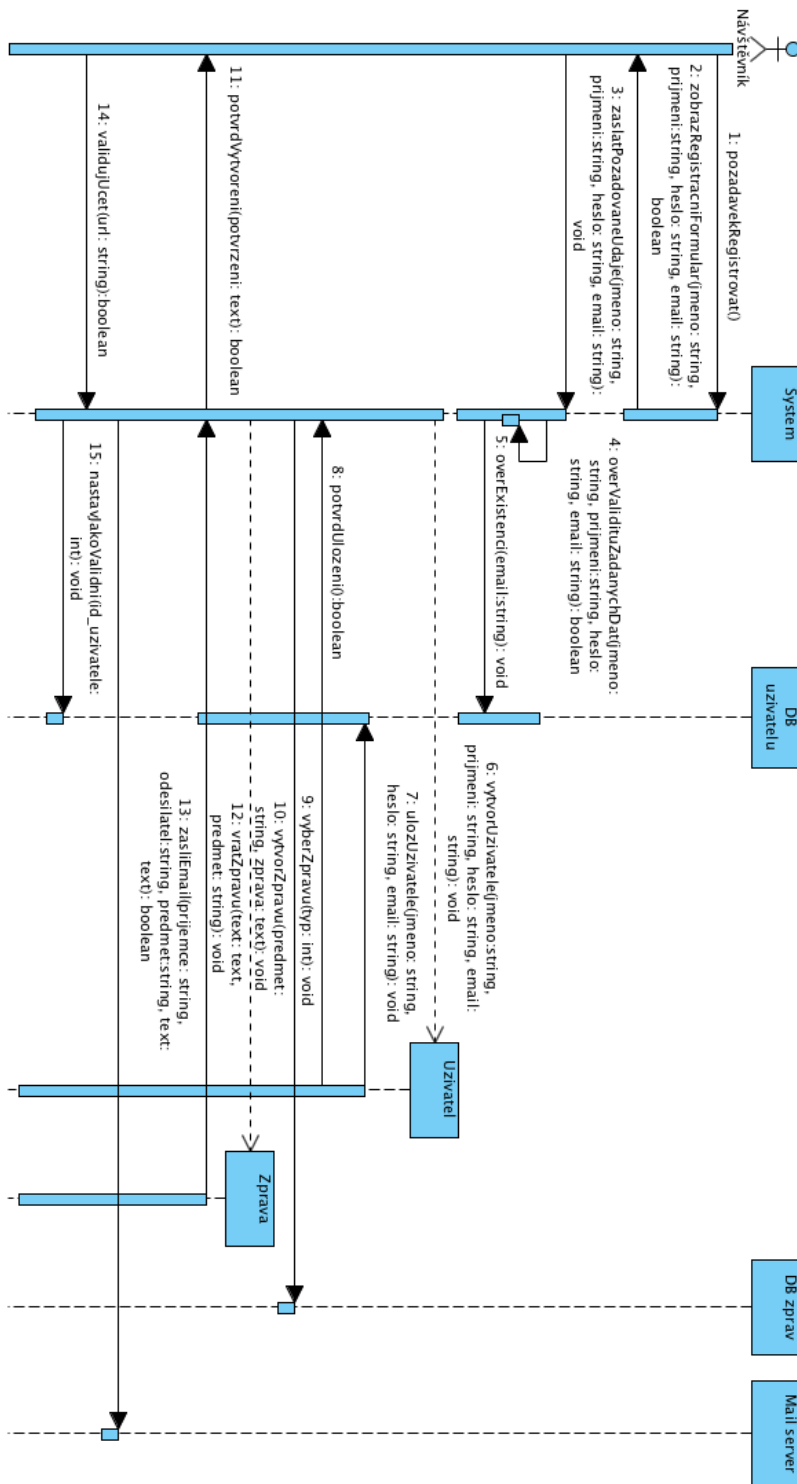 Návštěvník
System
DB
uzivatelu
Uzivatel
Zprava
DB zprav
Mail server
1: pozadavekRegistrovat()
2: zobrazRegistracniFormular(jmeno: string,
prijmeni:string, heslo: string, email: string):
boolean
3: zaslatPozadovaneUdaje(jmeno: string,
prijmeni:string, heslo: string, email: string):
void
4: overValidituZadanychDat(jmeno:
string, prijmeni:string, heslo:
string, email: string): boolean
5: overExistenci(email:string): void
6: vytvorUzivatele(jmeno:string,
prijmeni: string, heslo: string, email:
string): void
7: ulozUzivatele(jmeno: string,
heslo: string, email: string): void
8: potvrdUlozeni():boolean
9: vyberZpravu(typ: int): void
10: vytvorZpravu(predmet:
string, zprava: text): void
11: potvrdVytvoreni(potvrzeni: text): boolean
12: vratZpravu(text: text,
predmet: string): void
13: zasliEmail(prijemce: string,
odesilatel:string, predmet:string, text:
text): boolean
14: validujUcet(url: string):boolean
15: nastavJakoValidni(id_uzivatele:
int): void